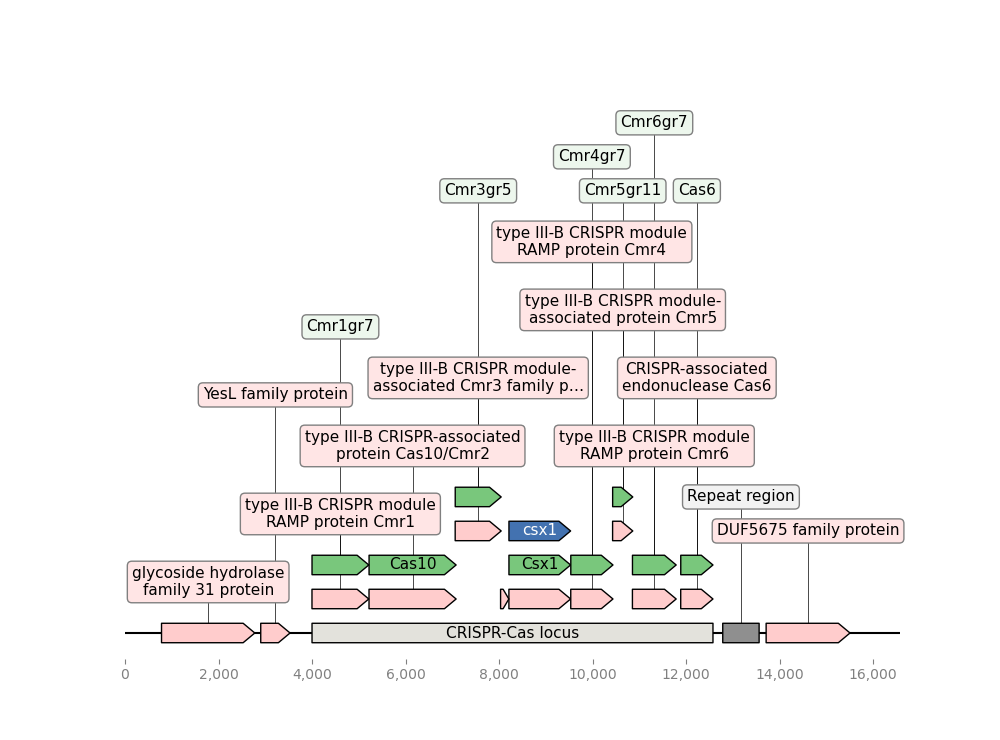 Cmr6gr7
Cmr4gr7
Cmr3gr5
Cmr5gr11
Cas6
type III-B CRISPR module
RAMP protein Cmr4
type III-B CRISPR module-
associated protein Cmr5
Cmr1gr7
type III-B CRISPR module-
associated Cmr3 family p…
CRISPR-associated
endonuclease Cas6
YesL family protein
type III-B CRISPR-associated
protein Cas10/Cmr2
type III-B CRISPR module
RAMP protein Cmr6
Repeat region
type III-B CRISPR module
RAMP protein Cmr1
csx1
DUF5675 family protein
Cas10
Csx1
glycoside hydrolase
family 31 protein
CRISPR-Cas locus
0
2,000
4,000
6,000
8,000
10,000
12,000
14,000
16,000